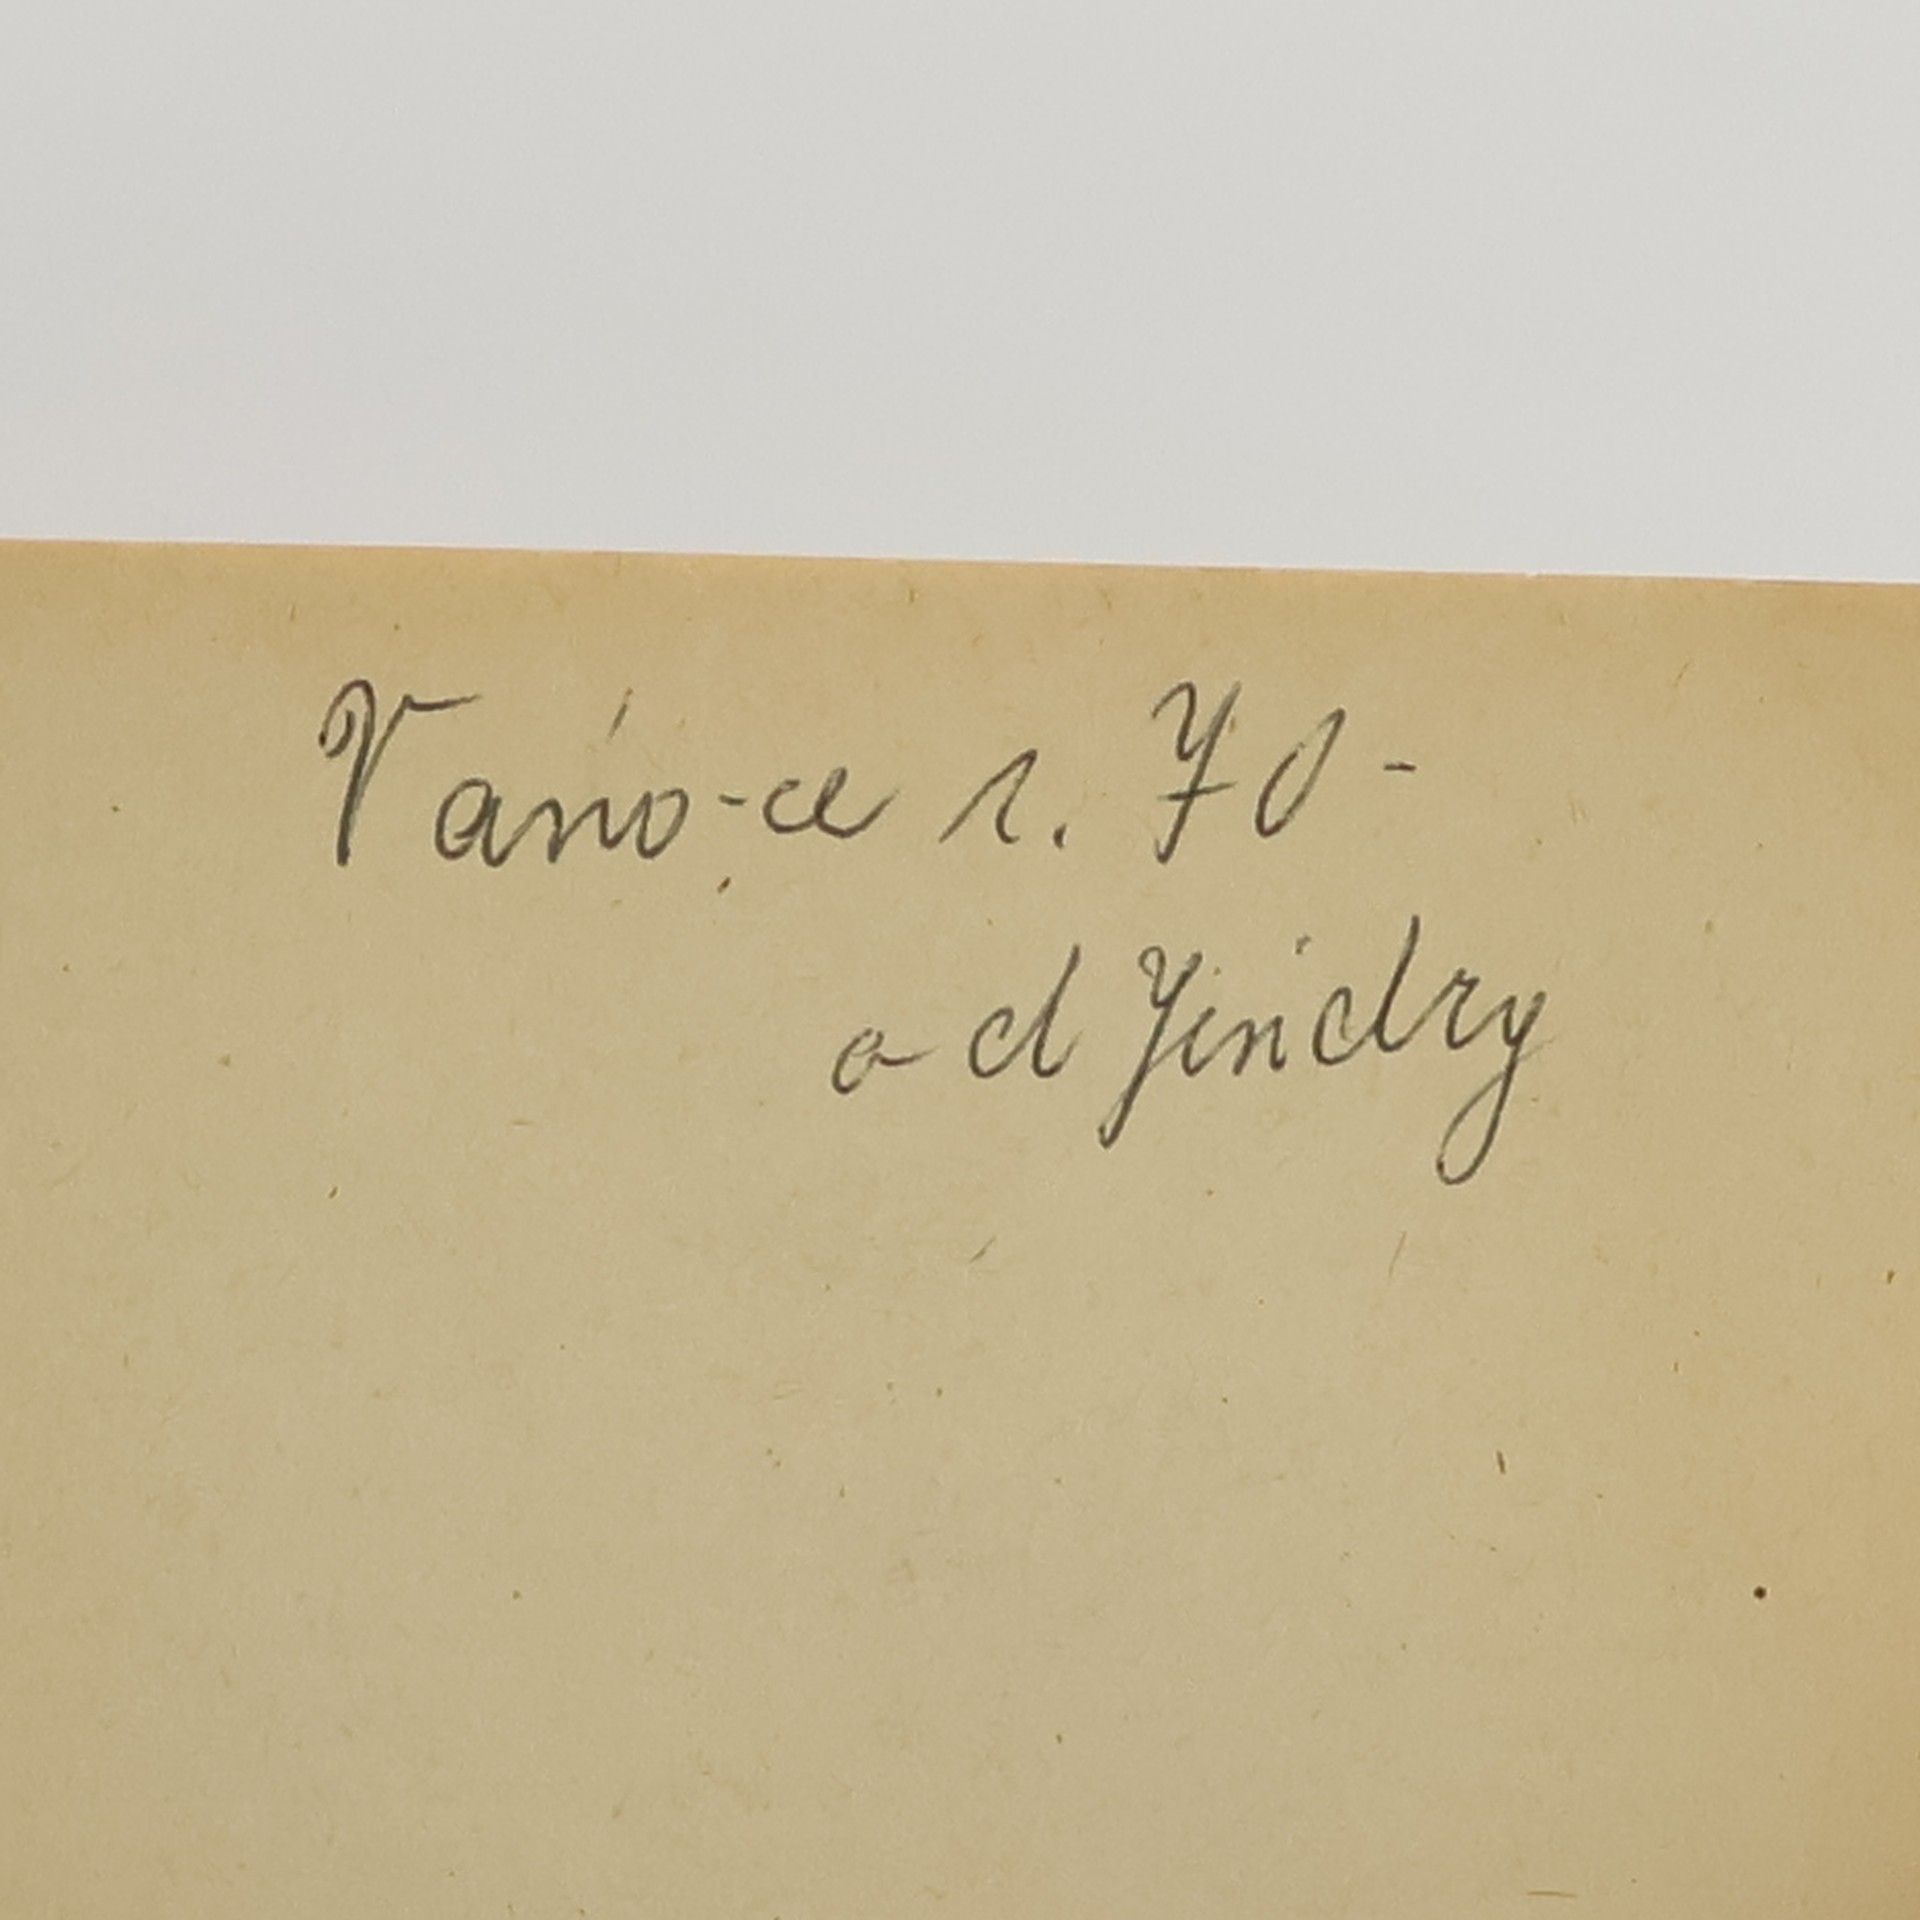 Vánoce r. 70 -
od Jindry